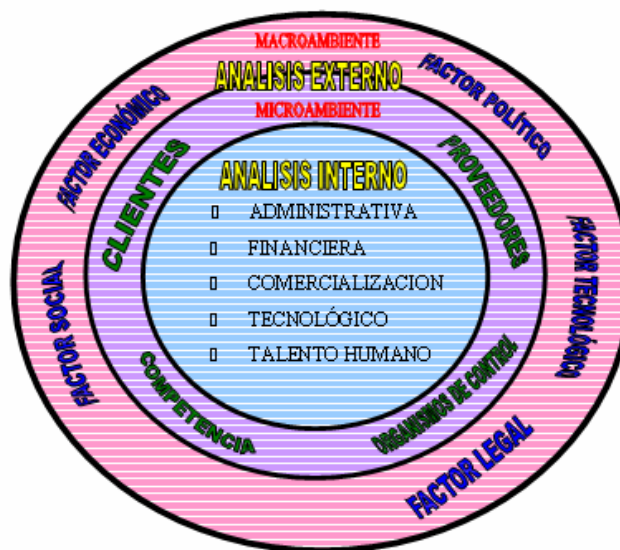 MACROAMBIENTE
ANALISIS EXTERNO
MICROAMBIENTE
FACTOR ECONÓMICO
FACTOR POLÍTICO
CLIENTES
PROVEEDORES
ANALISIS INTERNO
ADMINISTRATIVA
FINANCIERA
COMERCIALIZACION
TECNOLÓGICO
TALENTO HUMANO
FACTOR SOCIAL
FACTOR TECNOLÓGICO
COMPETENCIA
ORGANISMOS DE CONTROL
FACTOR LEGAL